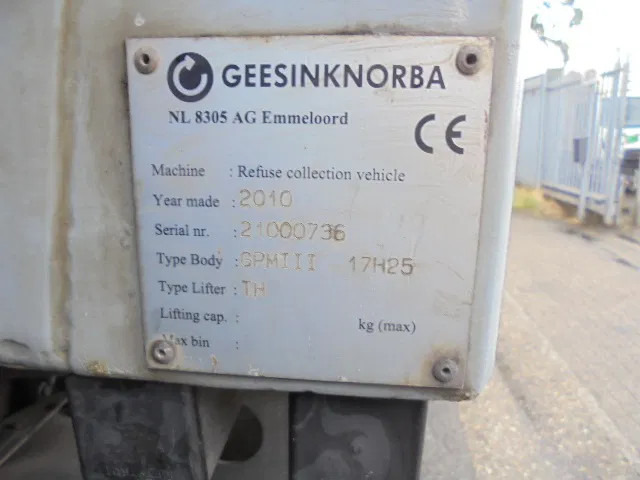 GEESINKNORBA
NL 8305 AG Emmeloord
CE
Machine : Refuse collection vehicle
Year made : 2010
Serial nr. : 21000736
Type Body : GPMIII 17H25
Type Lifter : TH
Lifting cap. : kg (max)
Max bin :